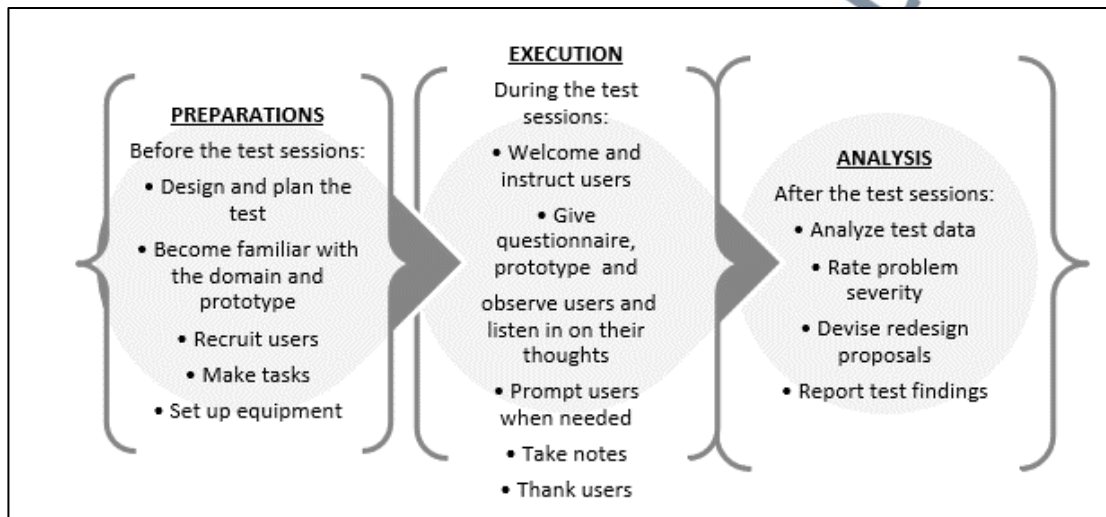 PREPARATIONS
Before the test sessions:
• Design and plan the
test
• Become familiar with
the domain and
prototype
• Recruit users
• Make tasks
• Set up equipment
EXECUTION
During the test
sessions:
• Welcome and
instruct users
• Give
questionnaire,
prototype and
observe users and
listen in on their
thoughts
• Prompt users
when needed
• Take notes
• Thank users
ANALYSIS
After the test sessions:
• Analyze test data
• Rate problem
severity
• Devise redesign
proposals
• Report test findings